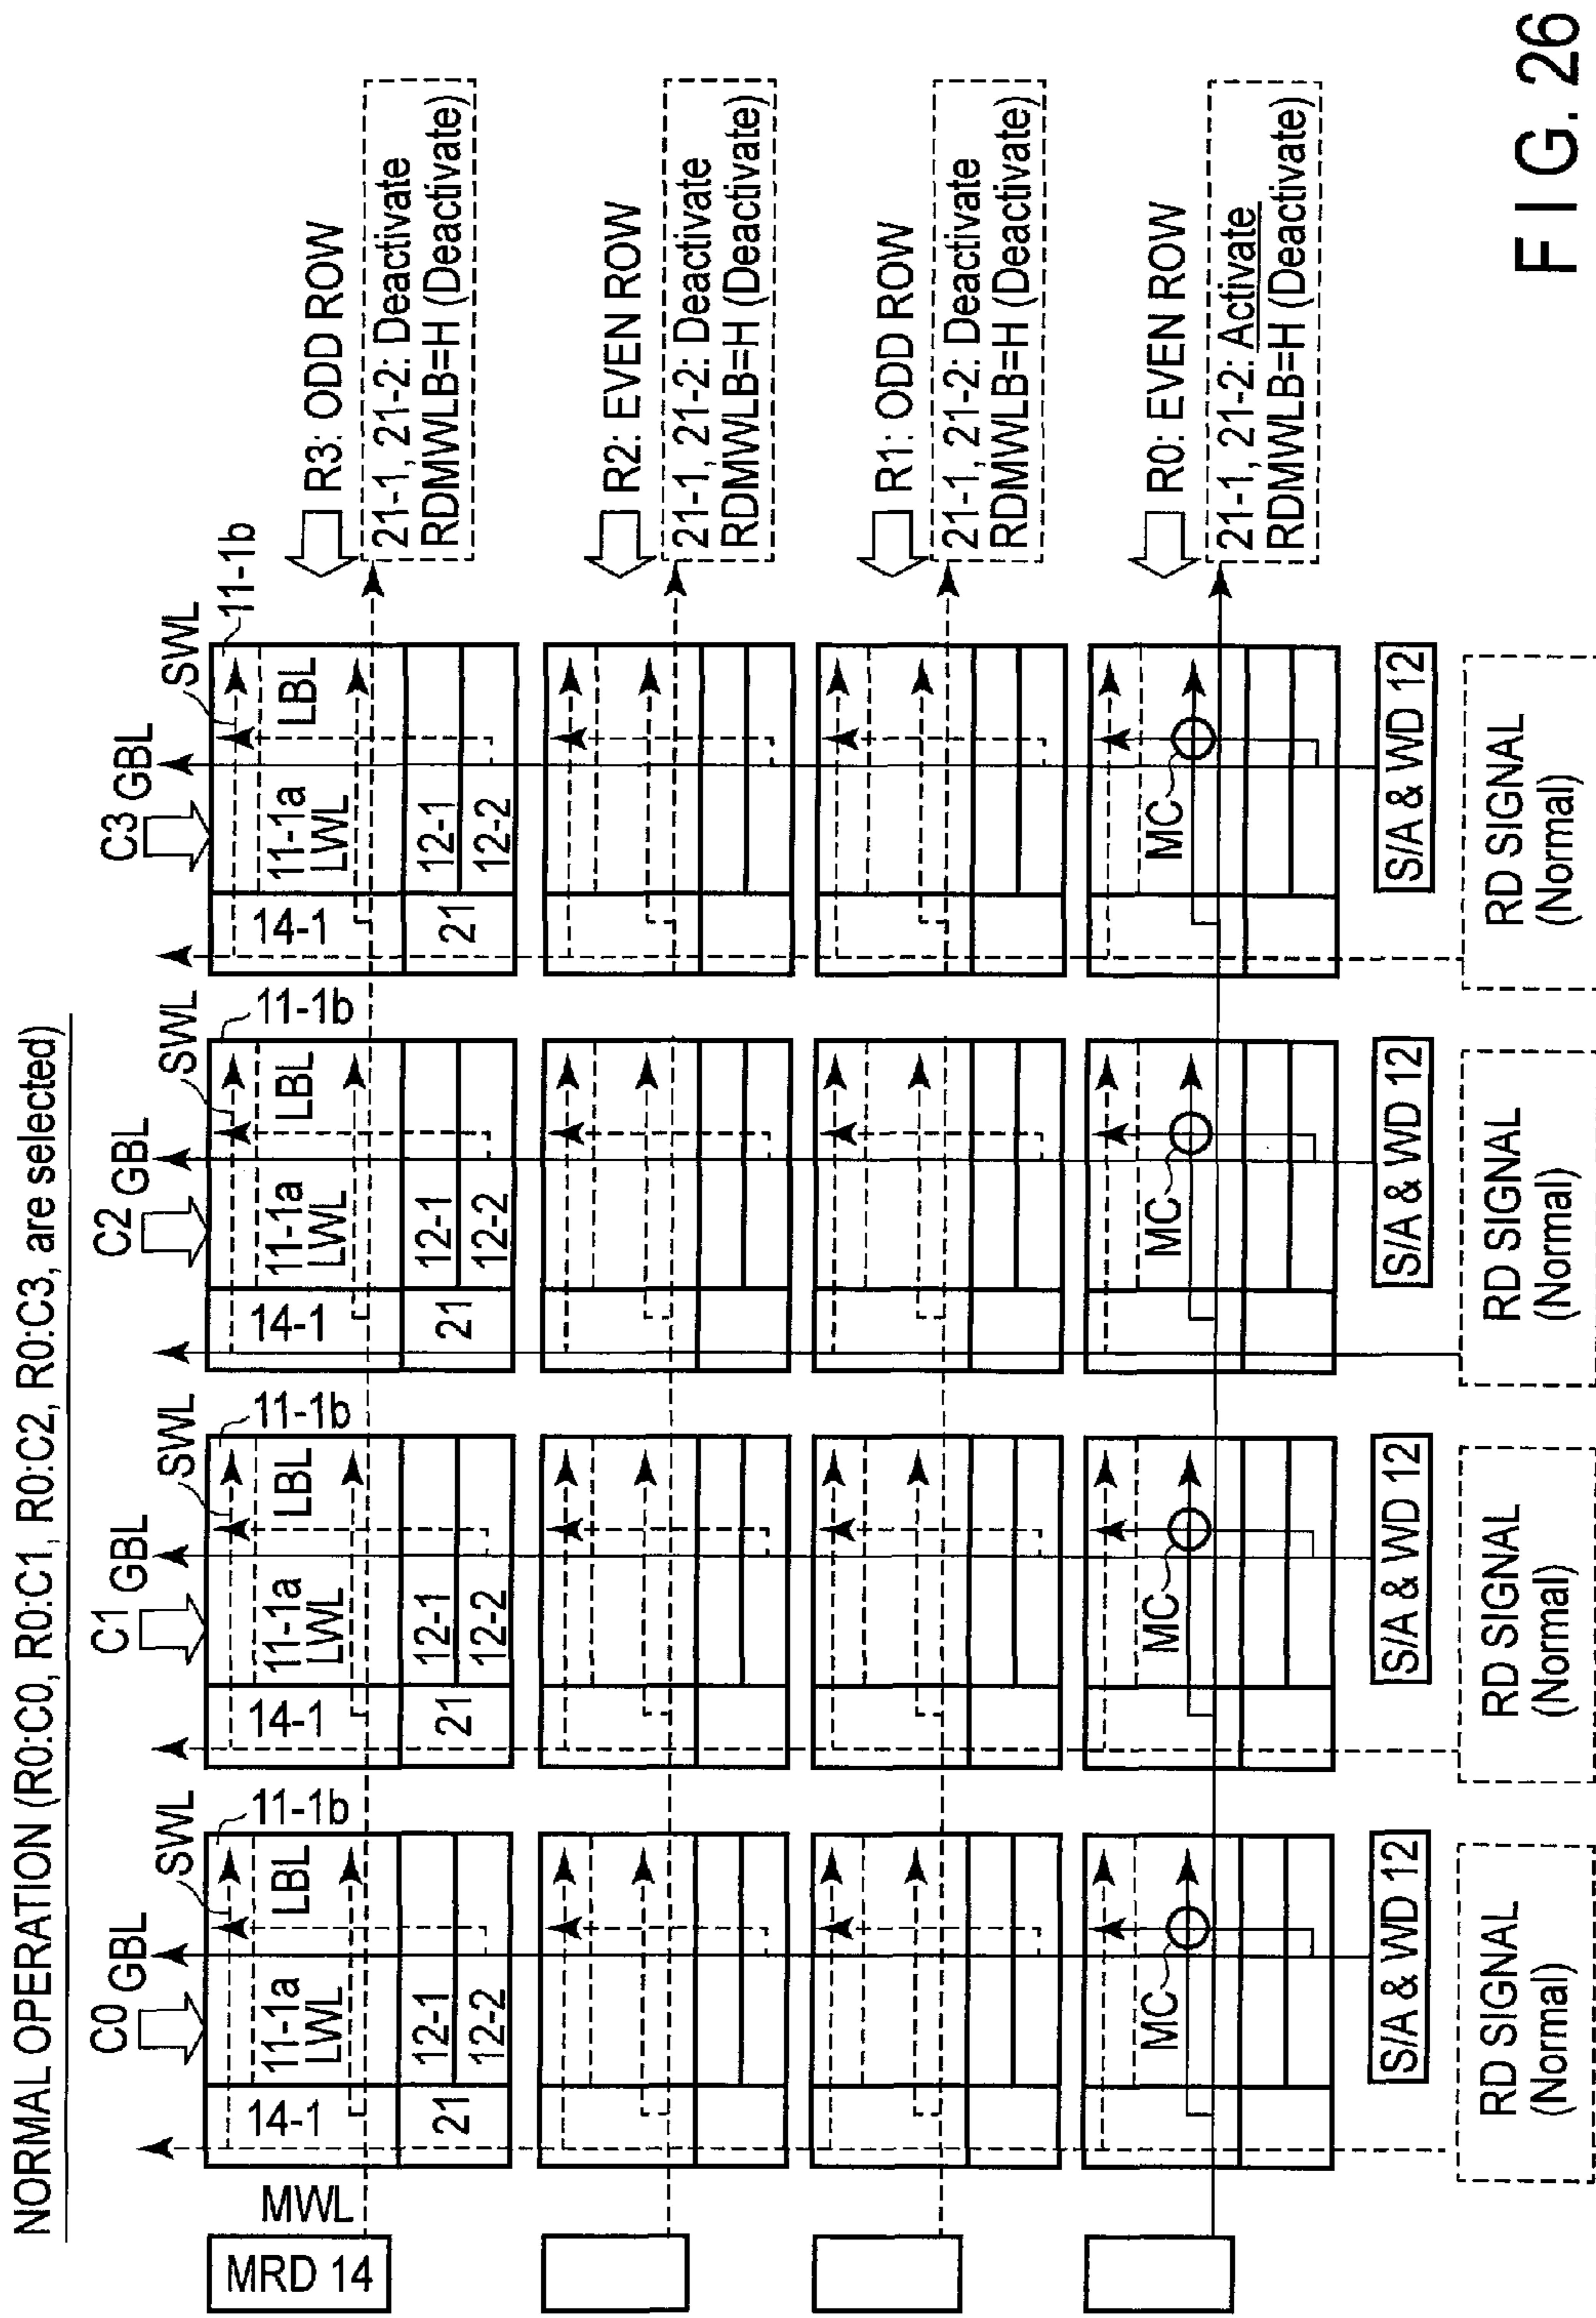 NORMAL OPERATION (R0:C0, R0:C1, R0:C2, R0:C3, are selected)
C0
GBL
SWL
C1
GBL
SWL
C2
GBL
SWL
C3
GBL
SWL
11-1b
11-1b
11-1b
11-1b
MRD 14
MWL
14-1
11-1a
LWL
LBL
14-1
11-1a
LWL
LBL
14-1
11-1a
LWL
LBL
14-1
11-1a
LWL
LBL
21
12-1
12-2
21
12-1
12-2
21
12-1
12-2
21
12-1
12-2
R3: ODD ROW
21-1, 21-2: Deactivate
RDMWLB=H (Deactivate)
R2: EVEN ROW
21-1, 21-2: Deactivate
RDMWLB=H (Deactivate)
R1: ODD ROW
21-1, 21-2: Deactivate
RDMWLB=H (Deactivate)
MC
MC
MC
MC
R0: EVEN ROW
21-1, 21-2: Activate
RDMWLB=H (Deactivate)
S/A & WD 12
S/A & WD 12
S/A & WD 12
S/A & WD 12
RD SIGNAL
(Normal)
RD SIGNAL
(Normal)
RD SIGNAL
(Normal)
RD SIGNAL
(Normal)
FIG. 26